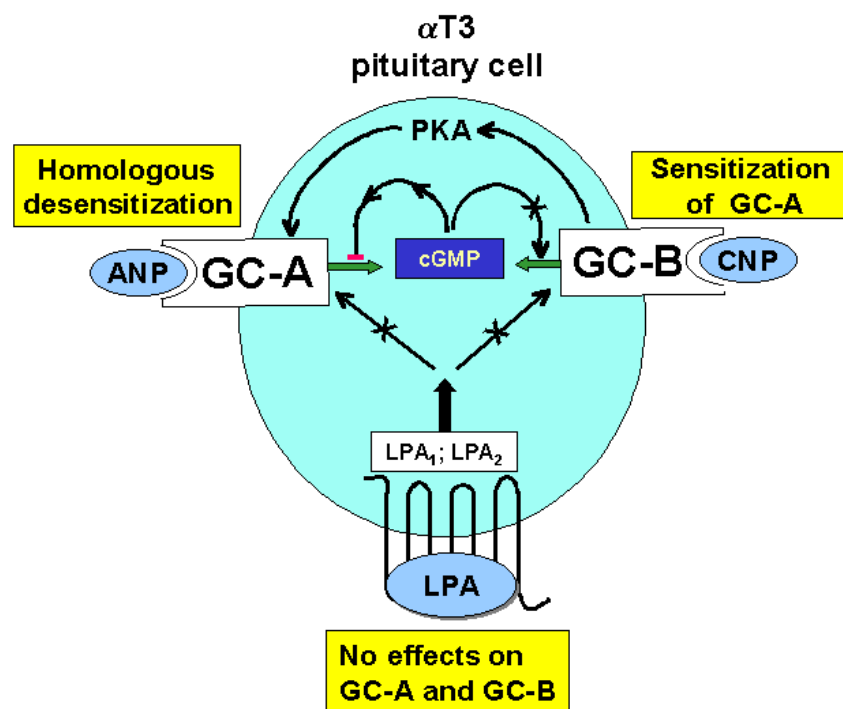 αT3
pituitary cell
PKA
Homologous
desensitization
Sensitization
of GC-A
ANP
GC-A
cGMP
GC-B
CNP
LPA₁; LPA₂
LPA
No effects on
GC-A and GC-B